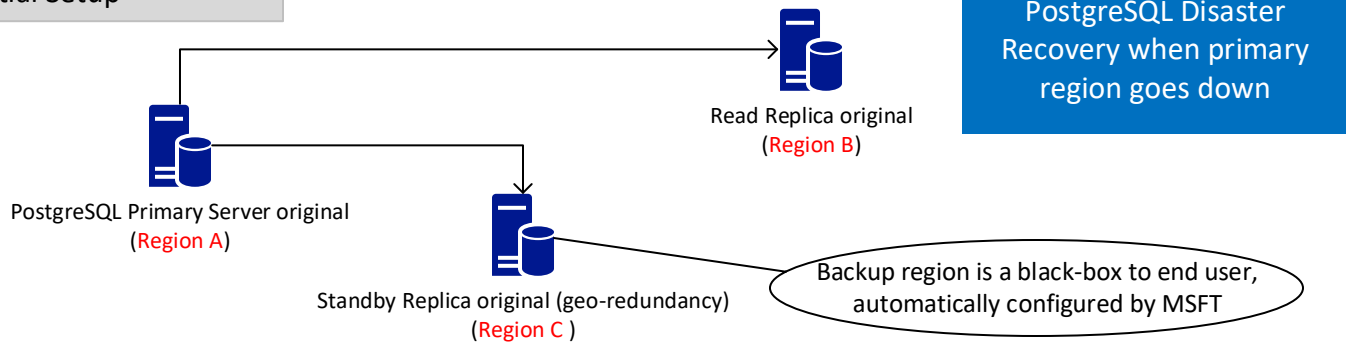 PostgreSQL Disaster
Recovery when primary
region goes down
Read Replica original
(Region B)
PostgreSQL Primary Server original
(Region A)
Standby Replica original (geo-redundancy)
(Region C )
Backup region is a black-box to end user,
automatically configured by MSFT